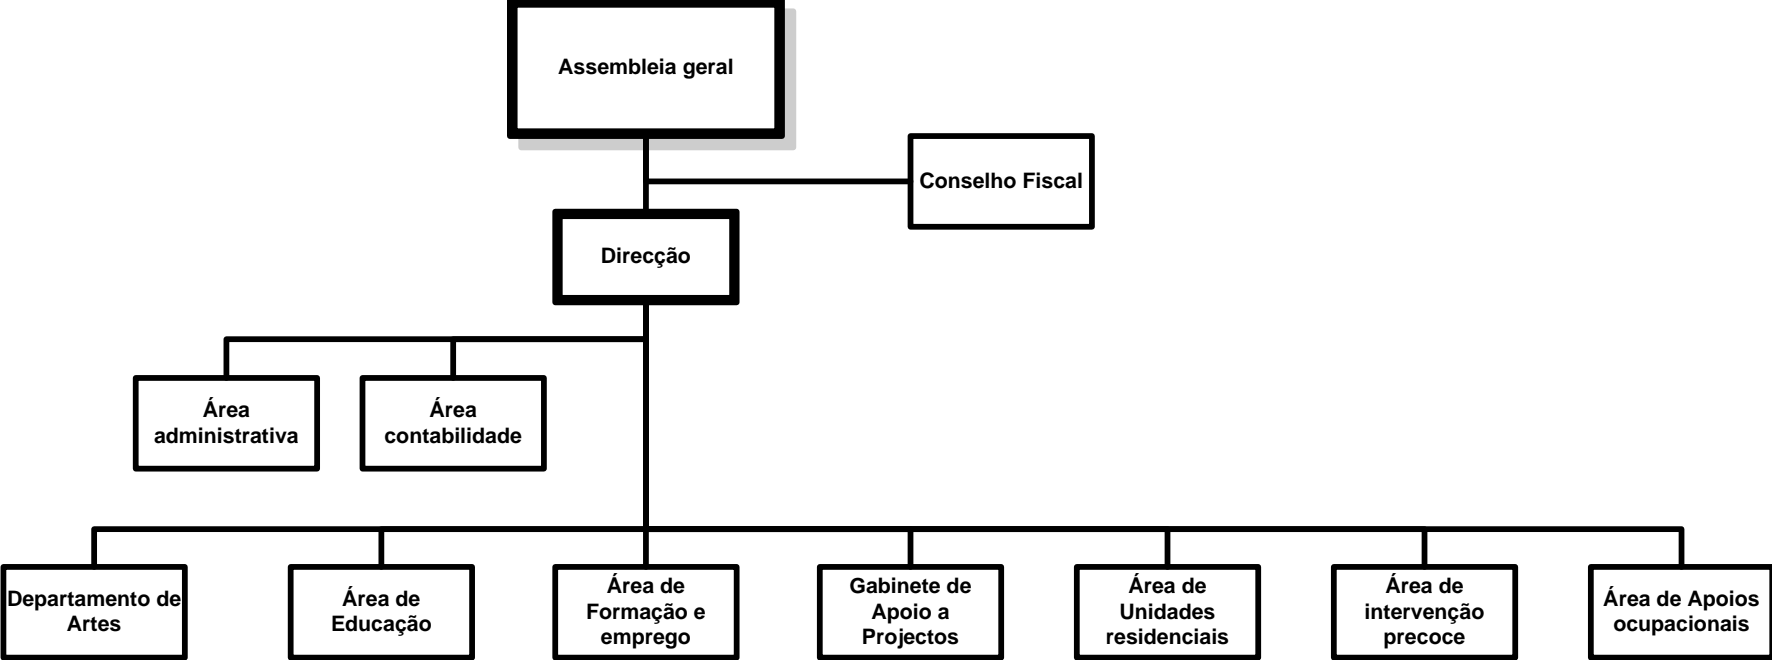 Assembleia geral
Conselho Fiscal
Direcção
Área
administrativa
Área
contabilidade
Departamento de
Artes
Área de
Educação
Área de
Formação e
emprego
Gabinete de
Apoio a
Projectos
Área de
Unidades
residenciais
Área de
intervenção
precoce
Área de Apoios
ocupacionais